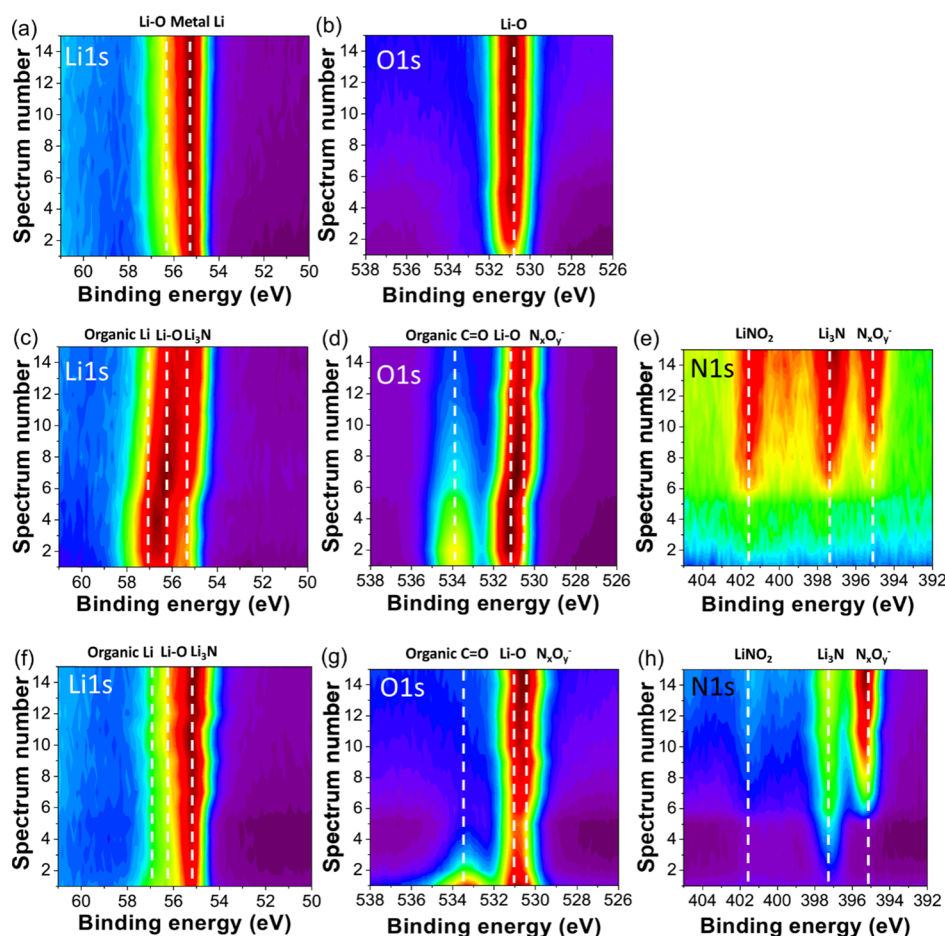 (a) Li-O Metal Li
Li1s
Spectrum number
14
12
10
8
6
4
2
60 58 56 54 52 50
Binding energy (eV)
(b) Li-O
O1s
Spectrum number
14
12
10
8
6
4
2
538 536 534 532 530 528 526
Binding energy (eV)
(c) Organic Li Li-O Li₃N
Li1s
Spectrum number
14
12
10
8
6
4
2
60 58 56 54 52 50
Binding energy (eV)
(d) Organic C=O Li-O NₓOᵧ⁻
O1s
Spectrum number
14
12
10
8
6
4
2
538 536 534 532 530 528 526
Binding energy (eV)
(e) LiNO₂ Li₃N NₓOᵧ⁻
N1s
Spectrum number
14
12
10
8
6
4
2
404 402 400 398 396 394 392
Binding energy (eV)
(f) Organic Li Li-O Li₃N
Li1s
Spectrum number
14
12
10
8
6
4
2
60 58 56 54 52 50
Binding energy (eV)
(g) Organic C=O Li-O NₓOᵧ⁻
O1s
Spectrum number
14
12
10
8
6
4
2
538 536 534 532 530 528 526
Binding energy (eV)
(h) LiNO₂ Li₃N NₓOᵧ⁻
N1s
Spectrum number
14
12
10
8
6
4
2
404 402 400 398 396 394 392
Binding energy (eV)